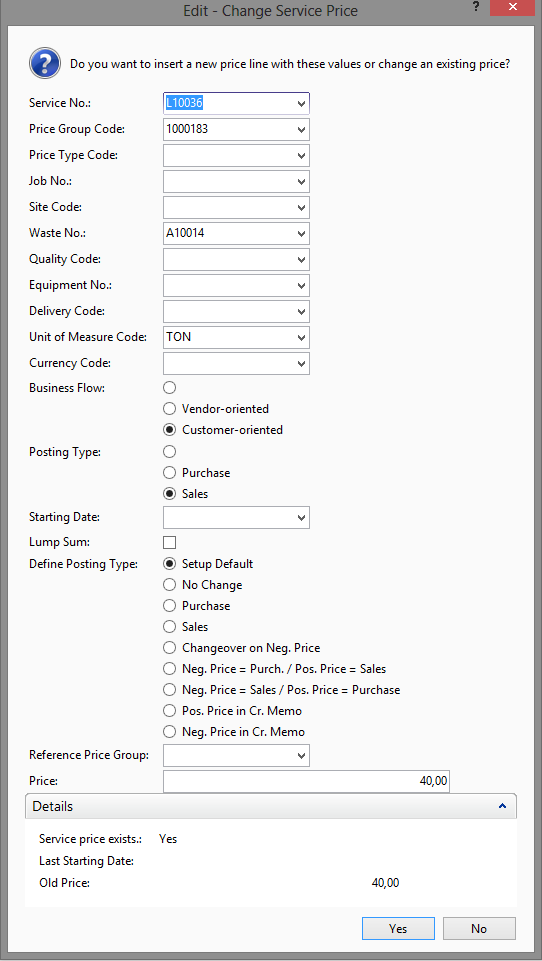 Edit - Change Service Price
?
Do you want to insert a new price line with these values or change an existing price?
Service No.: L10036
Price Group Code: 1000183
Price Type Code:
Job No.:
Site Code:
Waste No.: A10014
Quality Code:
Equipment No.:
Delivery Code:
Unit of Measure Code: TON
Currency Code:
Business Flow:
Vendor-oriented
Customer-oriented
Posting Type:
Purchase
Sales
Starting Date:
Lump Sum:
Define Posting Type: Setup Default
No Change
Purchase
Sales
Changeover on Neg. Price
Neg. Price = Purch. / Pos. Price = Sales
Neg. Price = Sales / Pos. Price = Purchase
Pos. Price in Cr. Memo
Neg. Price in Cr. Memo
Reference Price Group:
Price: 40,00
Details
Service price exists.: Yes
Last Starting Date:
Old Price: 40,00
Yes No